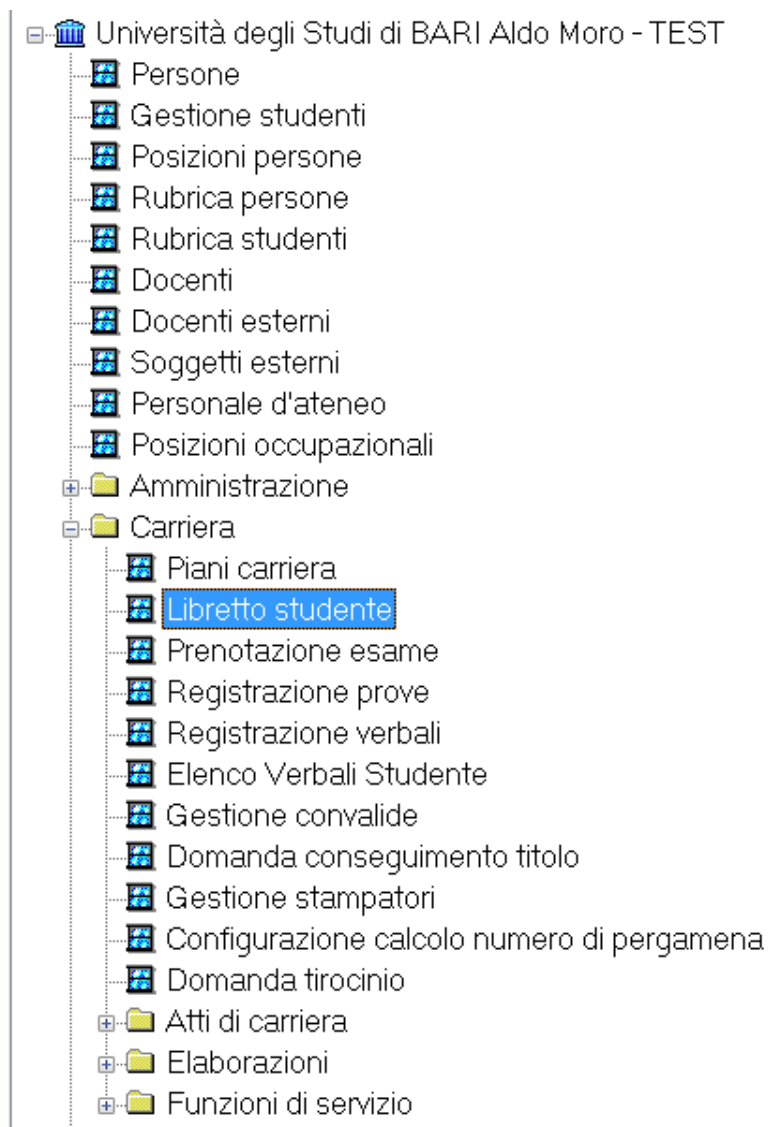 Università degli Studi di BARI Aldo Moro - TEST
Persone
Gestione studenti
Posizioni persone
Rubrica persone
Rubrica studenti
Docenti
Docenti esterni
Soggetti esterni
Personale d'ateneo
Posizioni occupazionali
Amministrazione
Carriera
Piani carriera
Libretto studente
Prenotazione esame
Registrazione prove
Registrazione verbali
Elenco Verbali Studente
Gestione convalide
Domanda conseguimento titolo
Gestione stampatori
Configurazione calcolo numero di pergamena
Domanda tirocinio
Atti di carriera
Elaborazioni
Funzioni di servizio